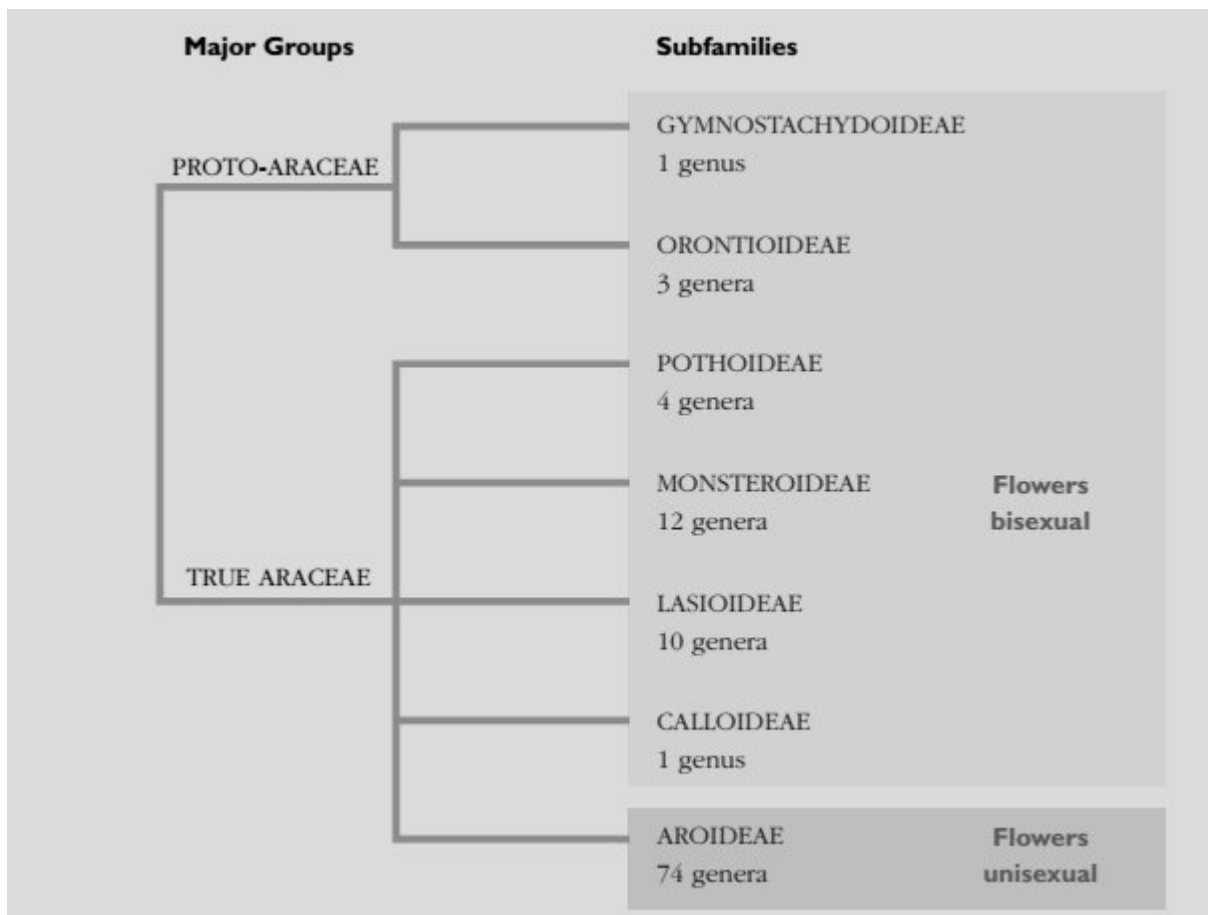 Major Groups
Subfamilies
PROTO-ARACEAE
GYMNOSTACHYDOIDEAE
1 genus
ORONTIOIDEAE
3 genera
TRUE ARACEAE
POTHOIDEAE
4 genera
MONSTEROIDEAE
12 genera
LASIOIDEAE
10 genera
CALLOIDEAE
1 genus
Flowers
bisexual
AROIDEAE
74 genera
Flowers
unisexual